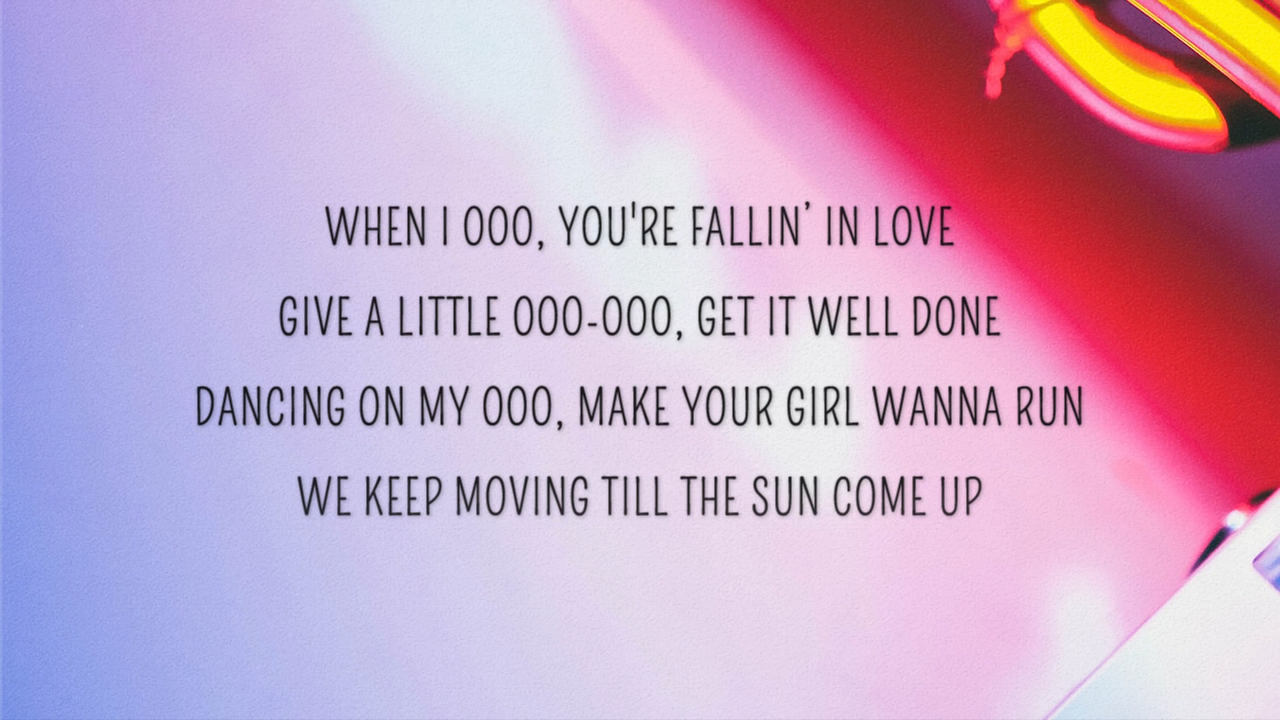 WHEN I OOO, YOU'RE FALLIN’ IN LOVE
GIVE A LITTLE OOO-OOO, GET IT WELL DONE
DANCING ON MY OOO, MAKE YOUR GIRL WANNA RUN
WE KEEP MOVING TILL THE SUN COME UP